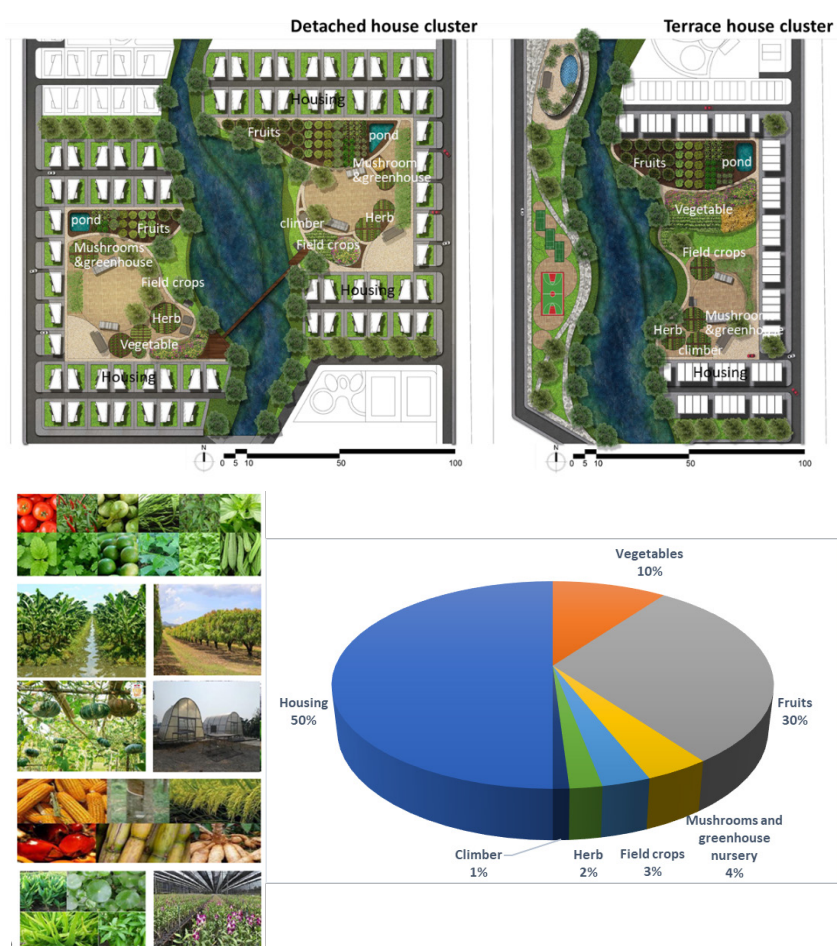 Detached house cluster
Terrace house cluster
Housing
Fruits
pond
Mushrooms
&greenhouse
climber
Herb
Field crops
pond
Fruits
Mushrooms
&greenhouse
Field crops
Herb
Vegetable
Housing
Housing
N
0 5 10 50 100
Fruits
pond
Vegetable
Field crops
Mushrooms
&greenhouse
Herb
climber
Housing
N
0 5 10 50 100
Vegetables
10%
Housing
50%
Fruits
30%
Mushrooms and
greenhouse
nursery
4%
Climber
1%
Herb
2%
Field crops
3%